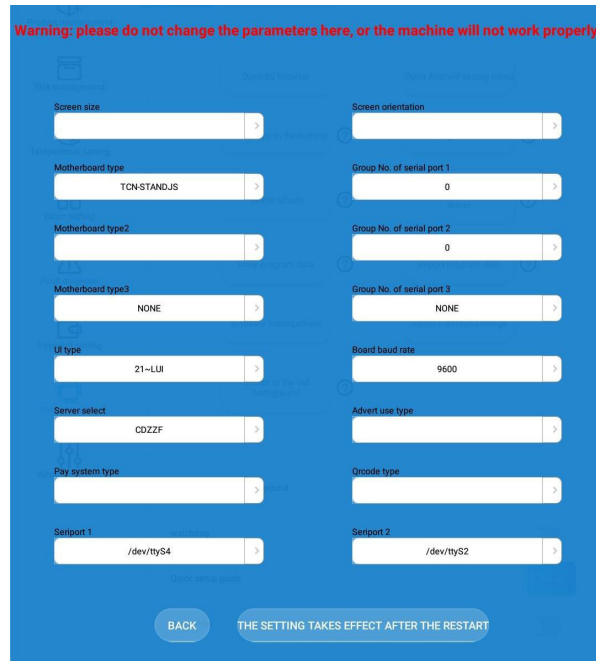 Warning: please do not change the parameters here, or the machine will not work properly
Screen size
Screen orientation
Motherboard type
Group No. of serial port 1
TCN-STANDJS
0
Motherboard type2
Group No. of serial port 2
0
Motherboard type3
Group No. of serial port 3
NONE
NONE
UI type
Board baud rate
21~LUI
9600
Server select
Advert use type
CDZZF
Pay system type
Qrcode type
Seriport 1
Seriport 2
/dev/ttyS4
/dev/ttyS2
Quick setup guide
BACK
THE SETTING TAKES EFFECT AFTER THE RESTART